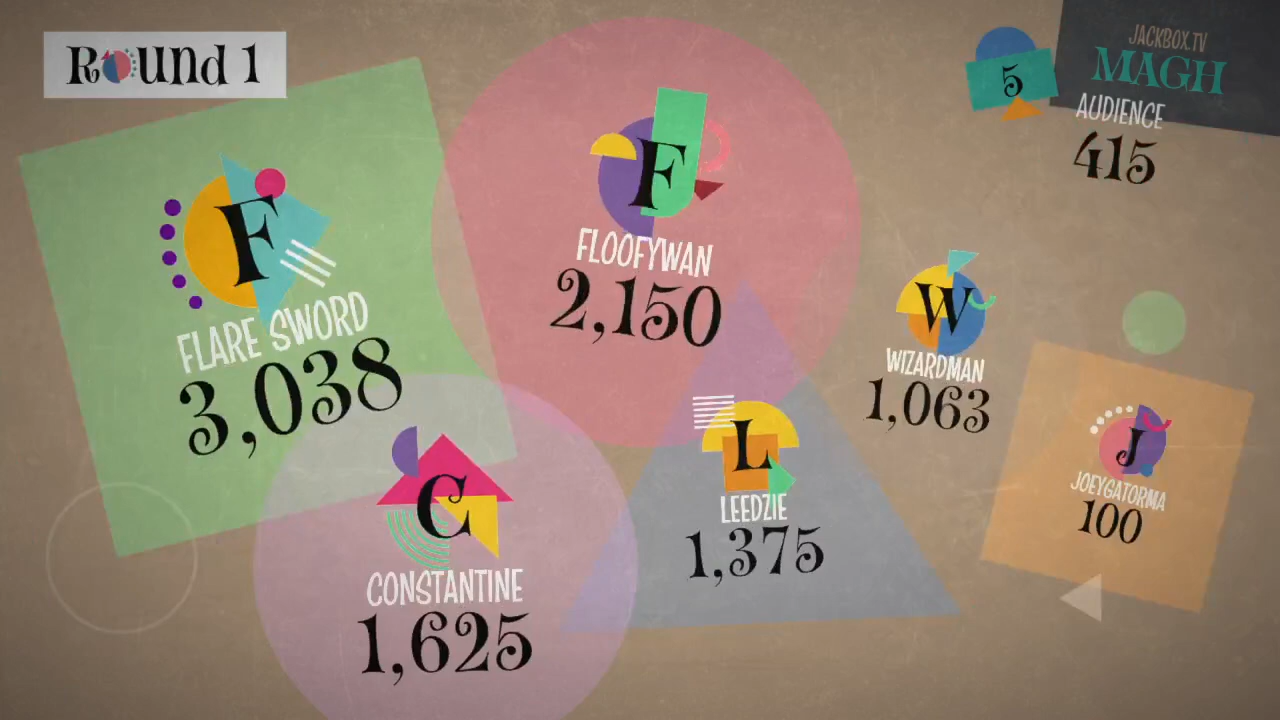 Round 1
JACKBOX.TV
MAGH
5
AUDIENCE
415
F
FLARE SWORD
3,038
F
FLOOFYWAN
2,150
W
WIZARDMAN
1,063
C
CONSTANTINE
1,625
L
LEEDZIE
1,375
J
JOEYGATORMA
100